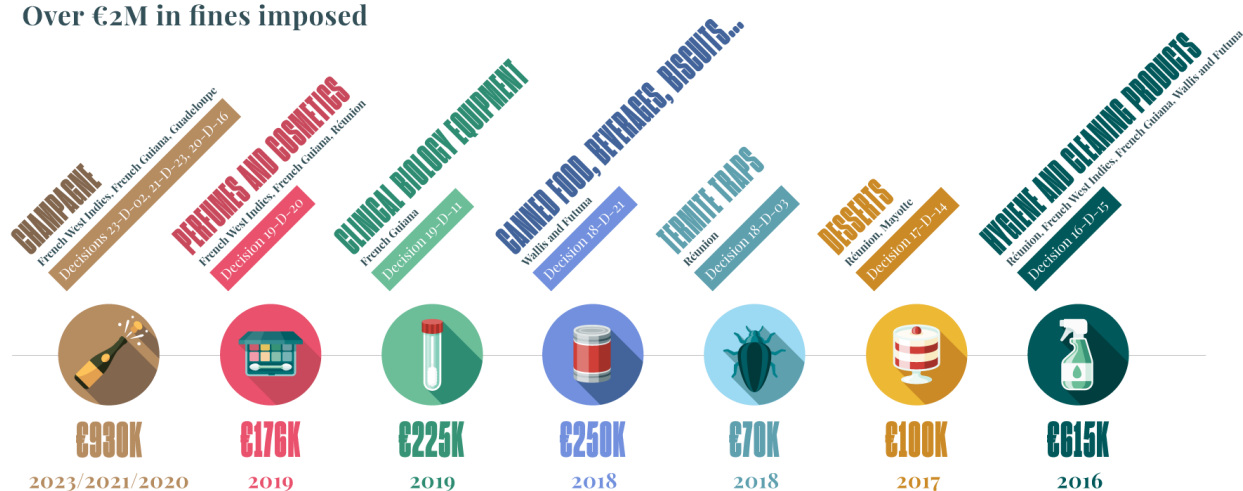 Over €2M in fines imposed
CHAMPAGNE
French West Indies, French Guiana, Guadeloupe
Decisions 23-D-02, 21-D-23, 20-D-16
€930K
2023/2021/2020
PERFUMES AND COSMETICS
French West Indies, French Guiana, Réunion
Decision 19-D-20
€176K
2019
CLINICAL BIOLOGY EQUIPMENT
French Guiana
Decision 19-D-11
€225K
2019
CANNED FOOD, BEVERAGES, BISCUITS...
Wallis and Futuna
Decision 18-D-21
€250K
2018
TERMITE TRAPS
Réunion
Decision 18-D-03
€70K
2018
DESSERTS
Réunion, Mayotte
Decision 17-D-14
€100K
2017
HYGIENE AND CLEANING PRODUCTS
Réunion, French West Indies, French Guiana, Wallis and Futuna
Decision 16-D-15
€615K
2016